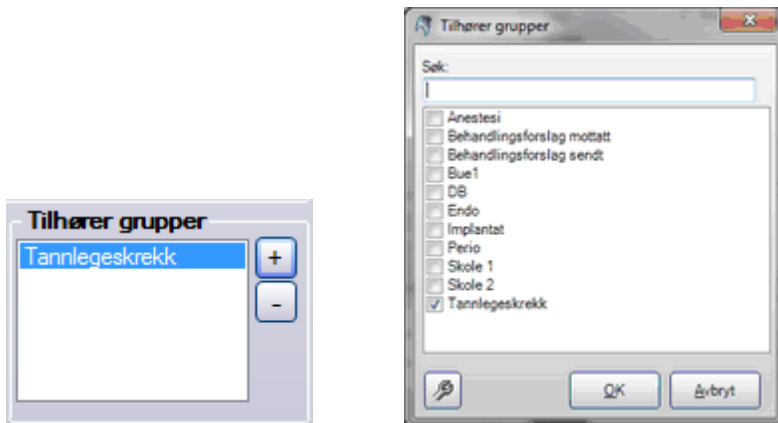 Tilhører grupper
Tannlegeskrekk
+
-
Tilhører grupper
Søk:
Anestesi
Behandlingsforslag mottatt
Behandlingsforslag sendt
Bue1
DB
Endo
Implantat
Perio
Skole 1
Skole 2
Tannlegeskrekk
OK
Avbryt